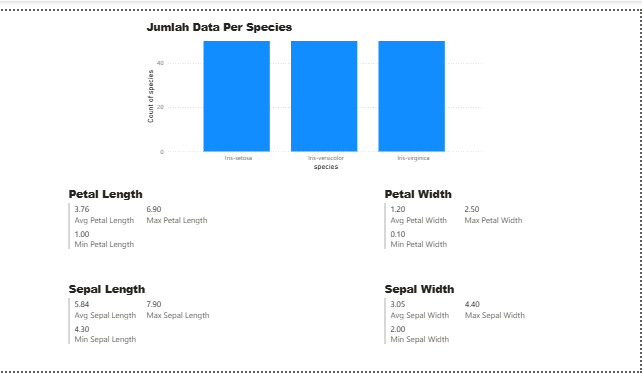 Jumlah Data Per Species
Count of species
40
20
0
Iris-setosa Iris-versicolor Iris-virginica
species
Petal Length
3.76 6.90
Avg Petal Length Max Petal Length
1.00
Min Petal Length
Petal Width
1.20 2.50
Avg Petal Width Max Petal Width
0.10
Min Petal Width
Sepal Length
5.84 7.90
Avg Sepal Length Max Sepal Length
4.30
Min Sepal Length
Sepal Width
3.05 4.40
Avg Sepal Width Max Sepal Width
2.00
Min Sepal Width